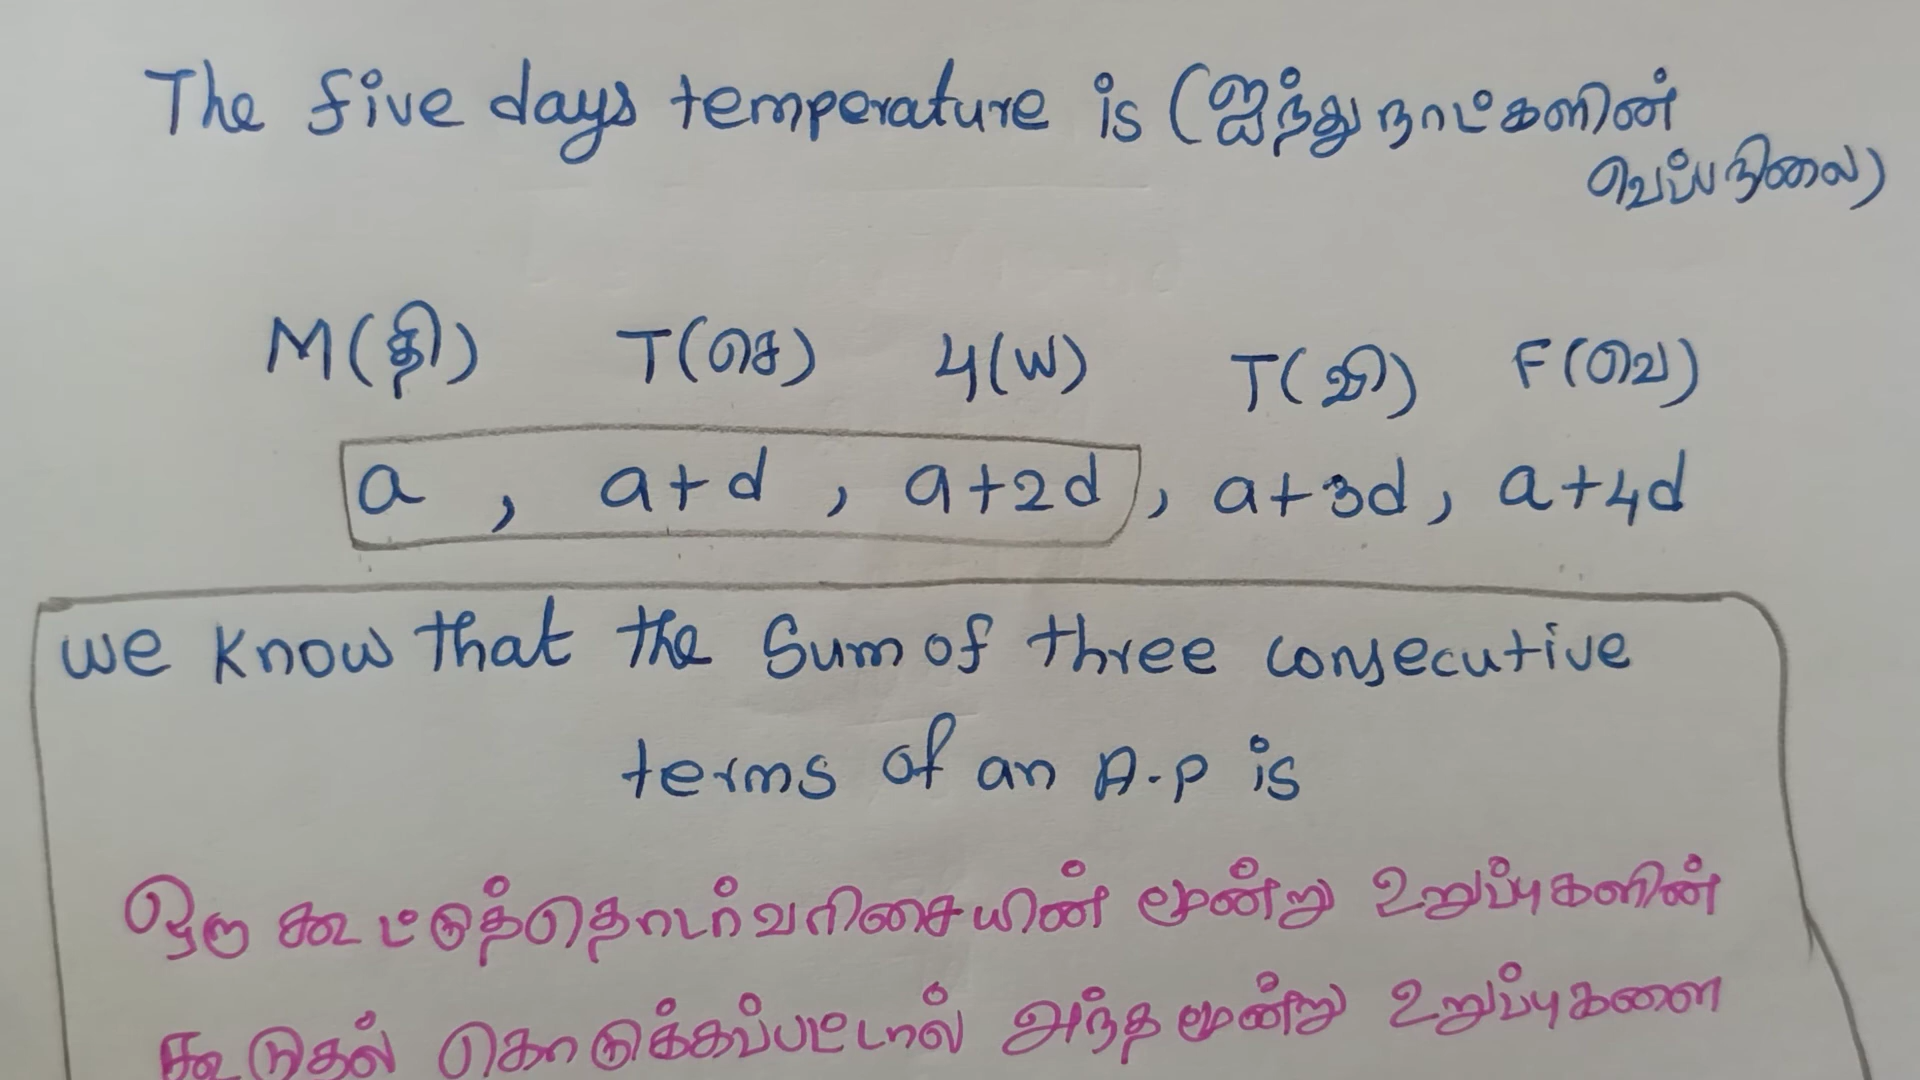 The five days temperature is (ஐந்து நாட்களின்
வெப்பநிலை)
M(தி) T(செ) W(பு) T(வி) F(வெ)
a , a+d , a+2d , a+3d , a+4d
we know that the Sum of three consecutive
terms of an A.P is
ஒரு கூட்டுத்தொடர்வரிசையின் மூன்று உறுப்புகளின்
கூடுதல் கொடுக்கப்பட்டால் அந்த மூன்று உறுப்புகளை